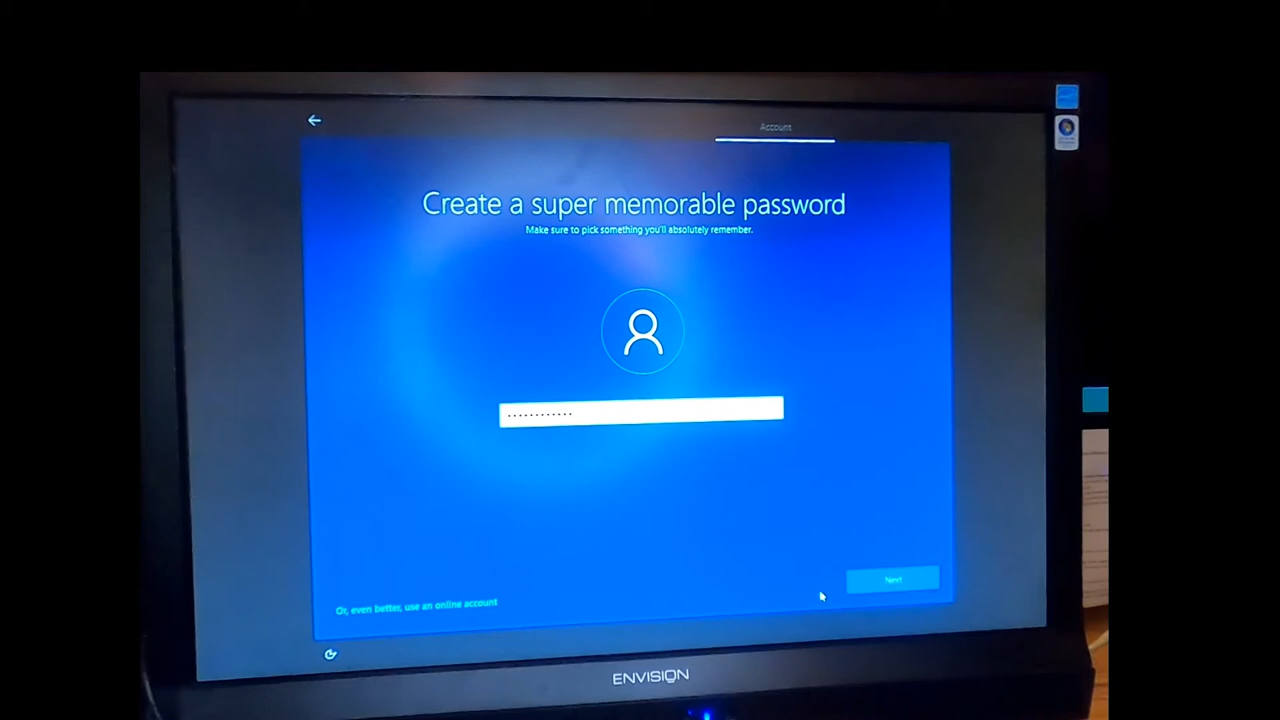 Account
Create a super memorable password
Make sure to pick something you'll absolutely remember.
............
Next
Or, even better, use an online account
ENVISION